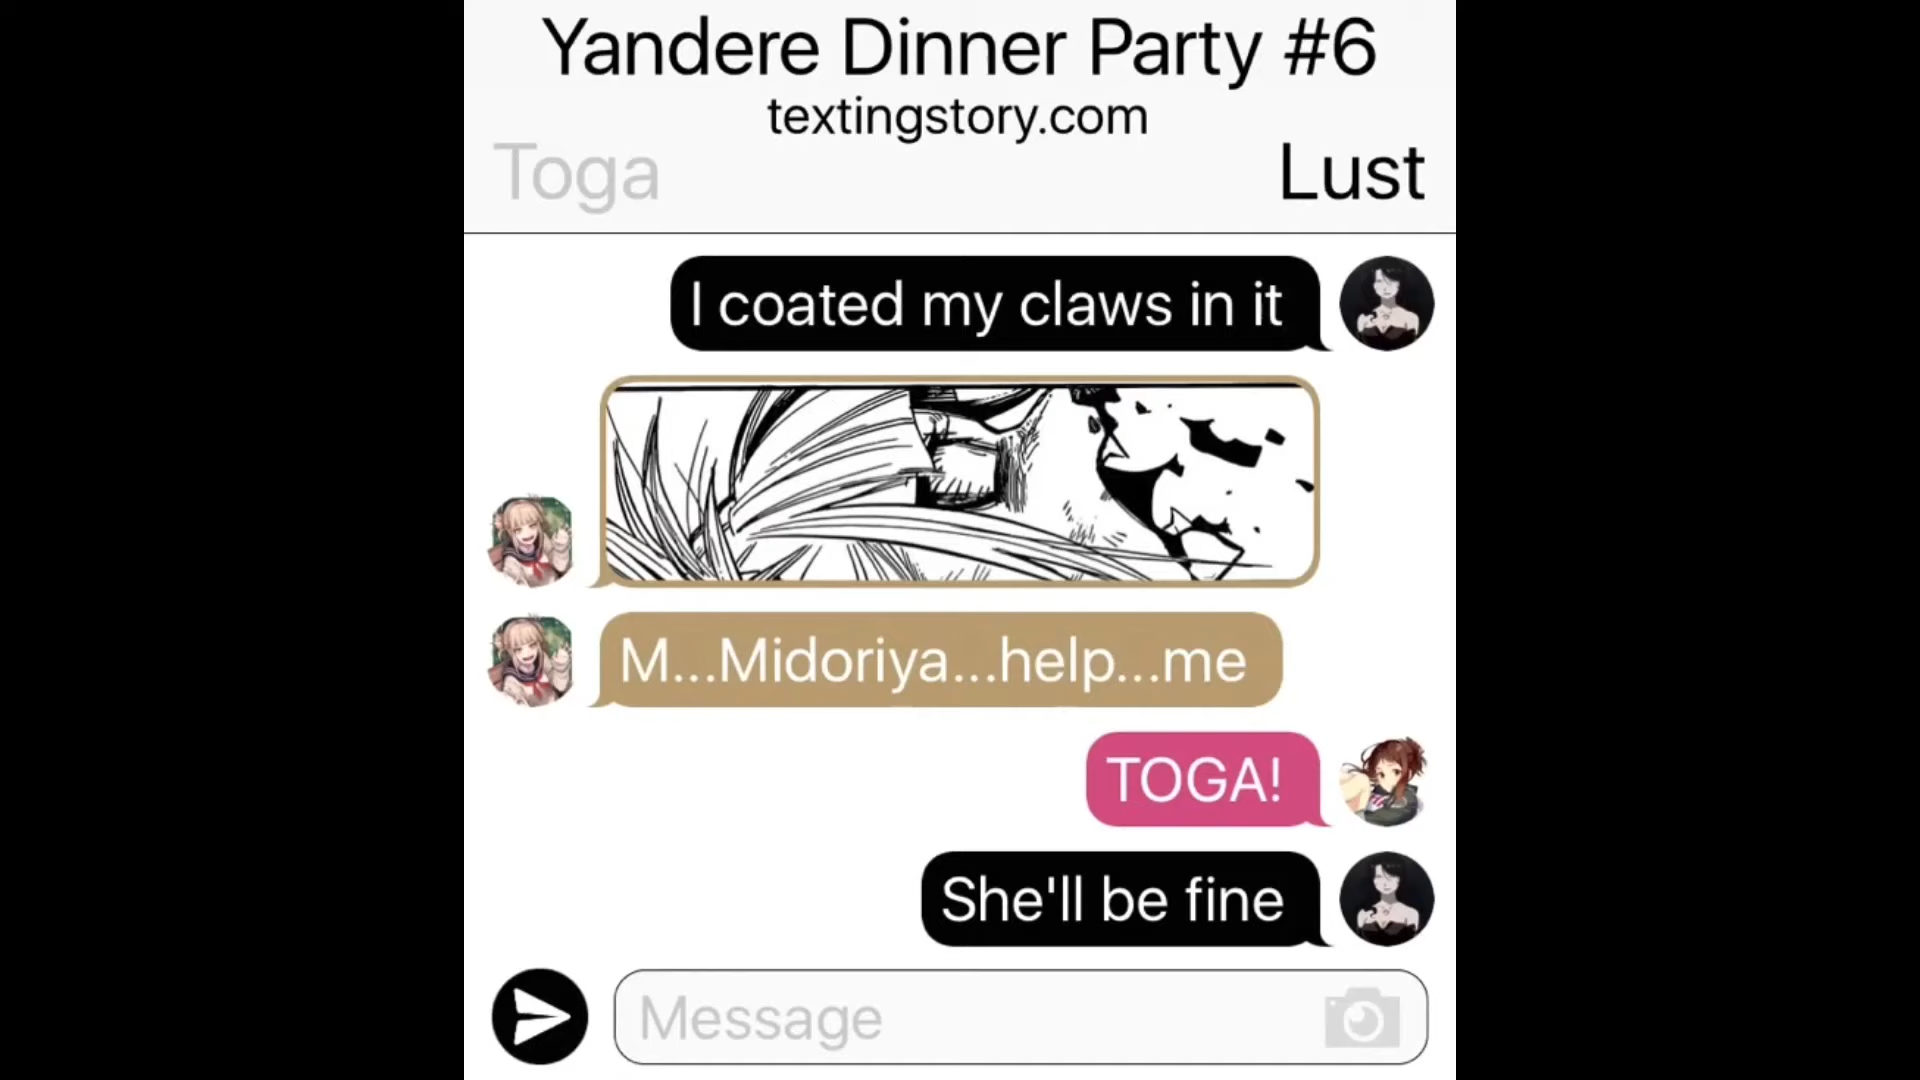 Yandere Dinner Party #6
textingstory.com
Toga
Lust
I coated my claws in it
M...Midoriya...help...me
TOGA!
She'll be fine
Message